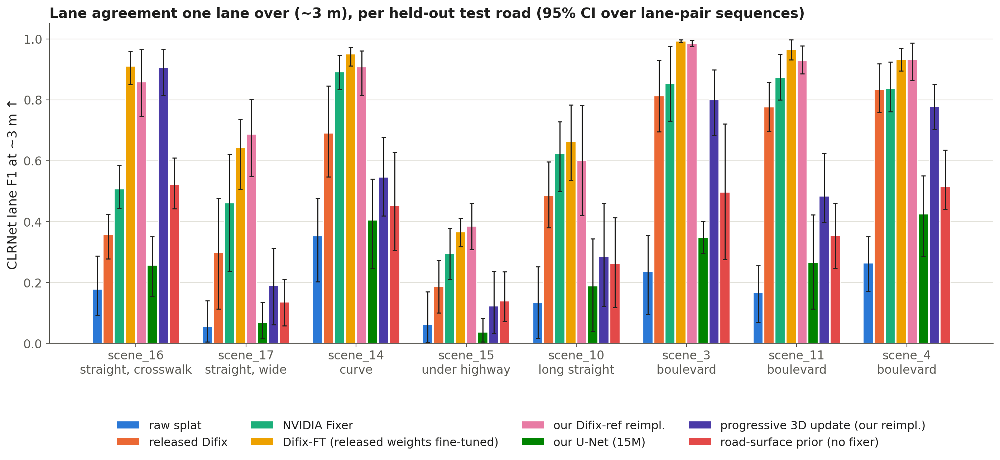 Lane agreement one lane over (~3 m), per held-out test road (95% CI over lane-pair sequences)
CLRNet lane F1 at ~3 m ↑
1.0
0.8
0.6
0.4
0.2
0.0
scene_16
straight, crosswalk
scene_17
straight, wide
scene_14
curve
scene_15
under highway
scene_10
long straight
scene_3
boulevard
scene_11
boulevard
scene_4
boulevard
raw splat
released Difix
NVIDIA Fixer
Difix-FT (released weights fine-tuned)
our Difix-ref reimpl.
our U-Net (15M)
progressive 3D update (our reimpl.)
road-surface prior (no fixer)